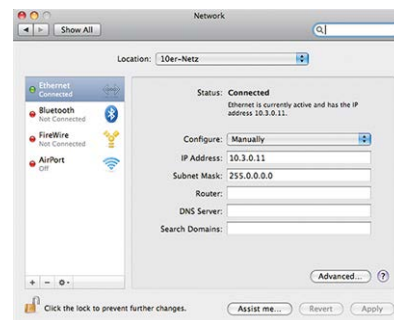 Network
Show All
Location: 10er-Netz
Ethernet
Connected
Bluetooth
Not Connected
FireWire
Not Connected
AirPort
Off
Status: Connected
Ethernet is currently active and has the IP
address 10.3.0.11.
Configure: Manually
IP Address: 10.3.0.11
Subnet Mask: 255.0.0.0.0
Router:
DNS Server:
Search Domains:
Advanced... ?
+ −
Click the lock to prevent further changes.
Assist me... Revert Apply